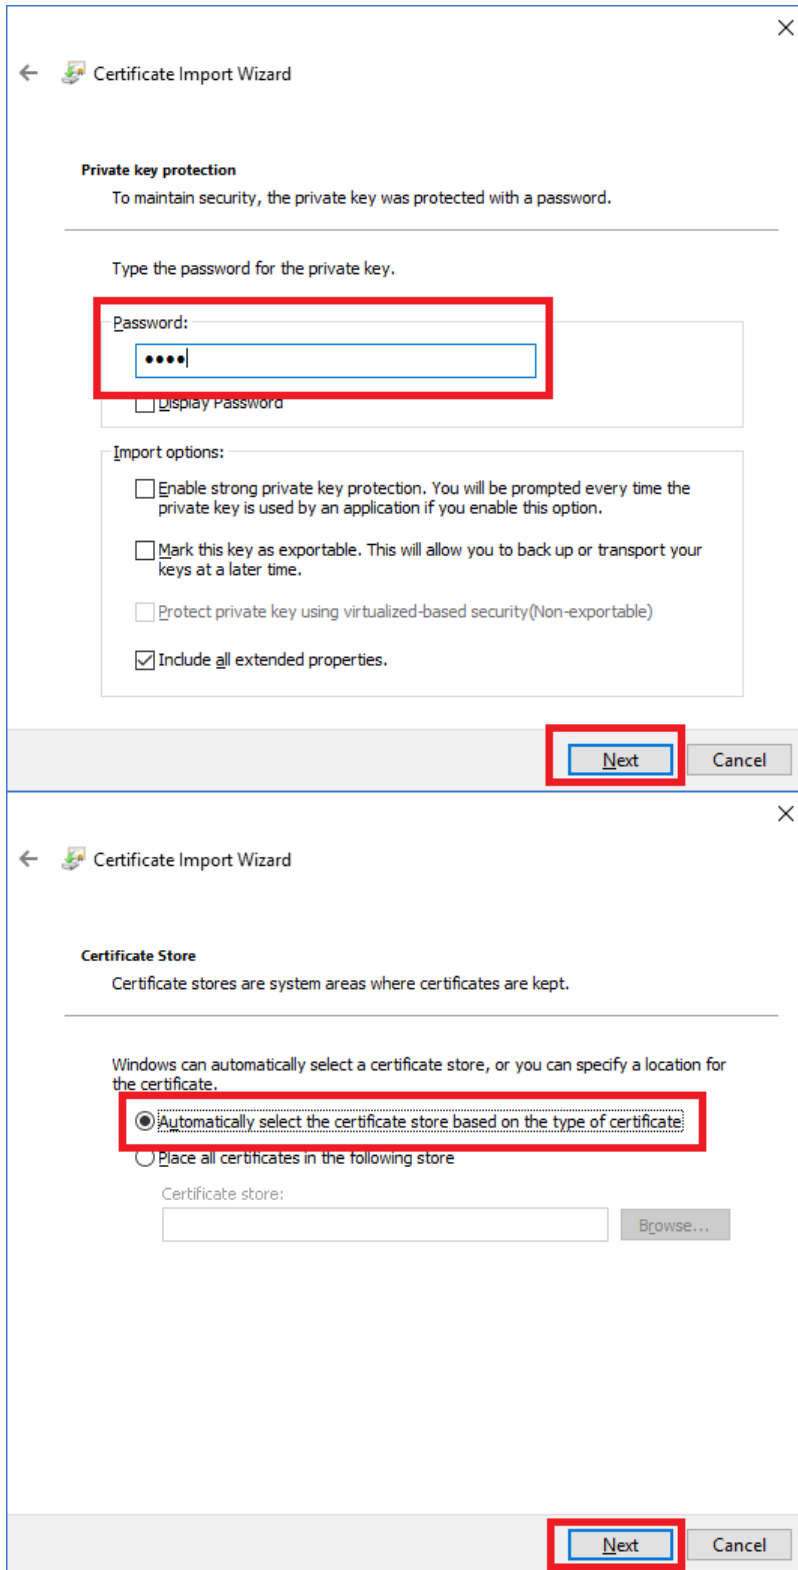 Certificate Import Wizard
Private key protection
To maintain security, the private key was protected with a password.
Type the password for the private key.
Password:
••••
Display Password
Import options:
Enable strong private key protection. You will be prompted every time the
private key is used by an application if you enable this option.
Mark this key as exportable. This will allow you to back up or transport your
keys at a later time.
Protect private key using virtualized-based security(Non-exportable)
Include all extended properties.
Next Cancel
Certificate Import Wizard
Certificate Store
Certificate stores are system areas where certificates are kept.
Windows can automatically select a certificate store, or you can specify a location for
the certificate.
Automatically select the certificate store based on the type of certificate
Place all certificates in the following store
Certificate store:
Browse...
Next Cancel